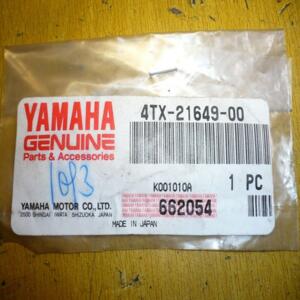 YAMAHA
GENUINE
Parts & Accessories
1093
YAMAHA MOTOR CO., LTD.
2500 SHINGAI IWATA SHIZUOKA JAPAN
4TX-21649-00
K001010A
1 PC
662054
MADE IN JAPAN